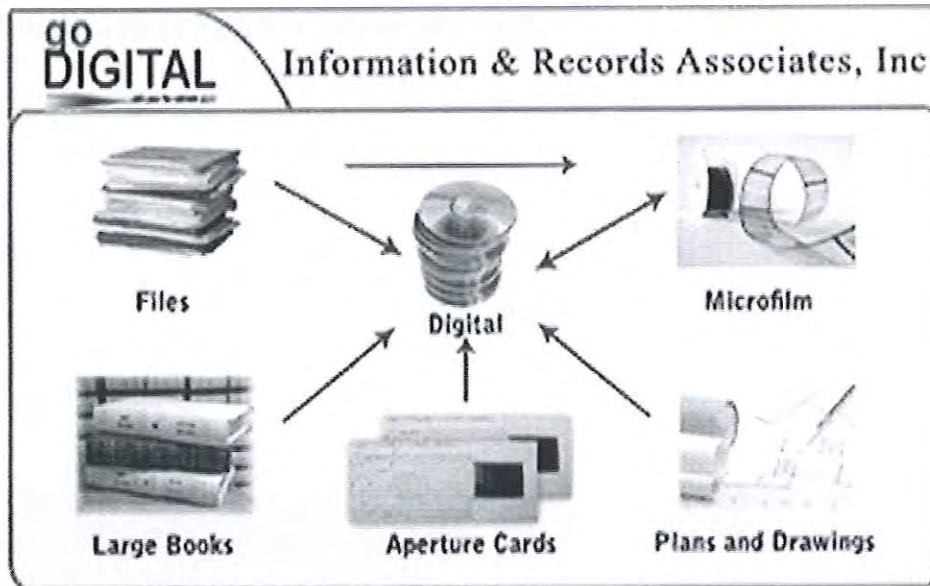 go
DIGITAL
Information & Records Associates, Inc
Files
Digital
Microfilm
Large Books
Aperture Cards
Plans and Drawings